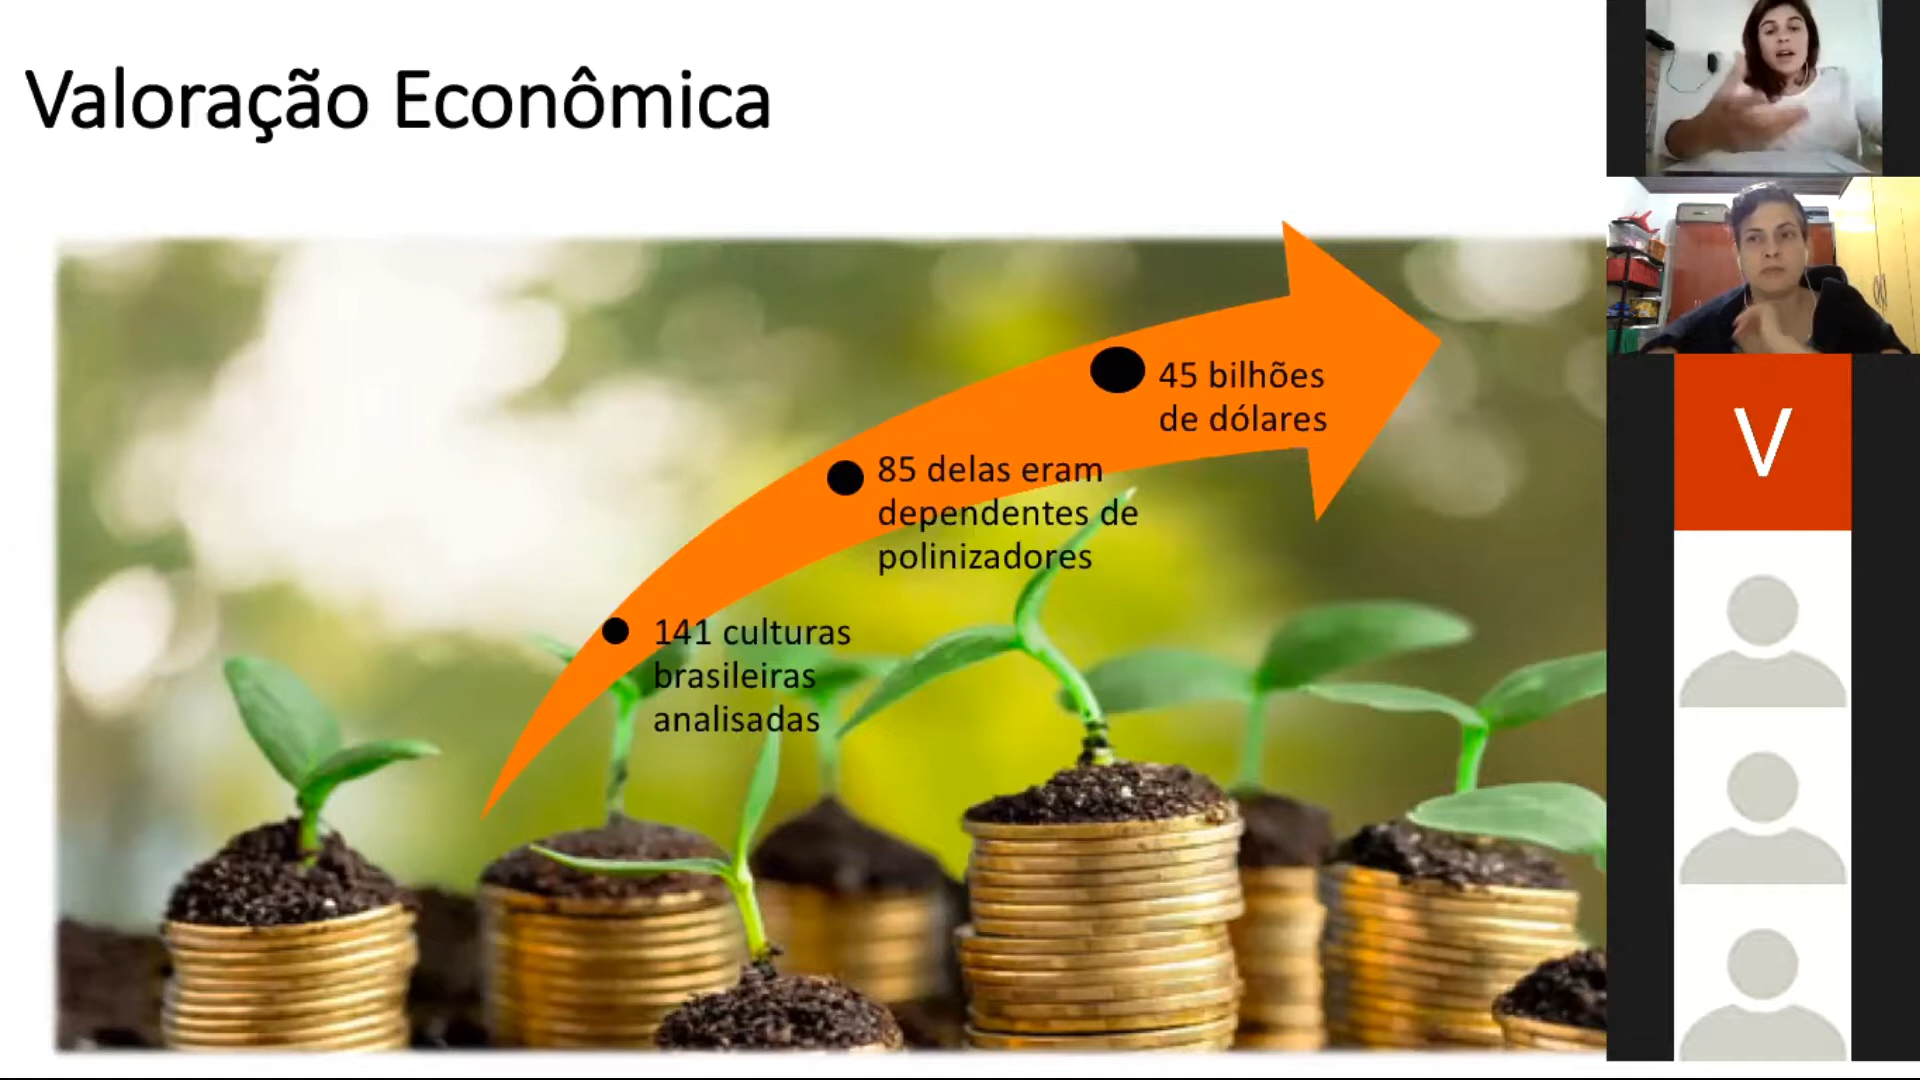 Valoração Econômica
45 bilhões
de dólares
85 delas eram
dependentes de
polinizadores
141 culturas
brasileiras
analisadas
V